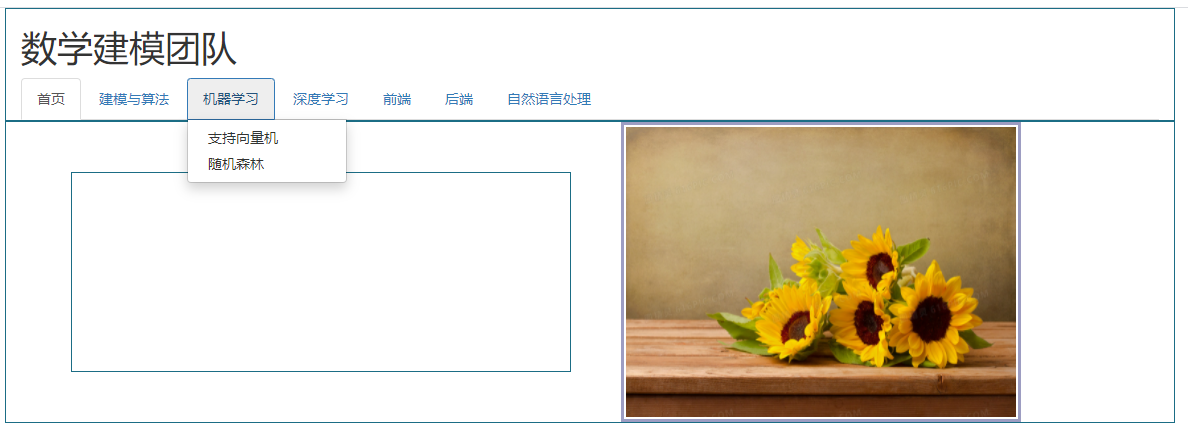 数学建模团队
首页 建模与算法 机器学习 深度学习 前端 后端 自然语言处理
支持向量机
随机森林